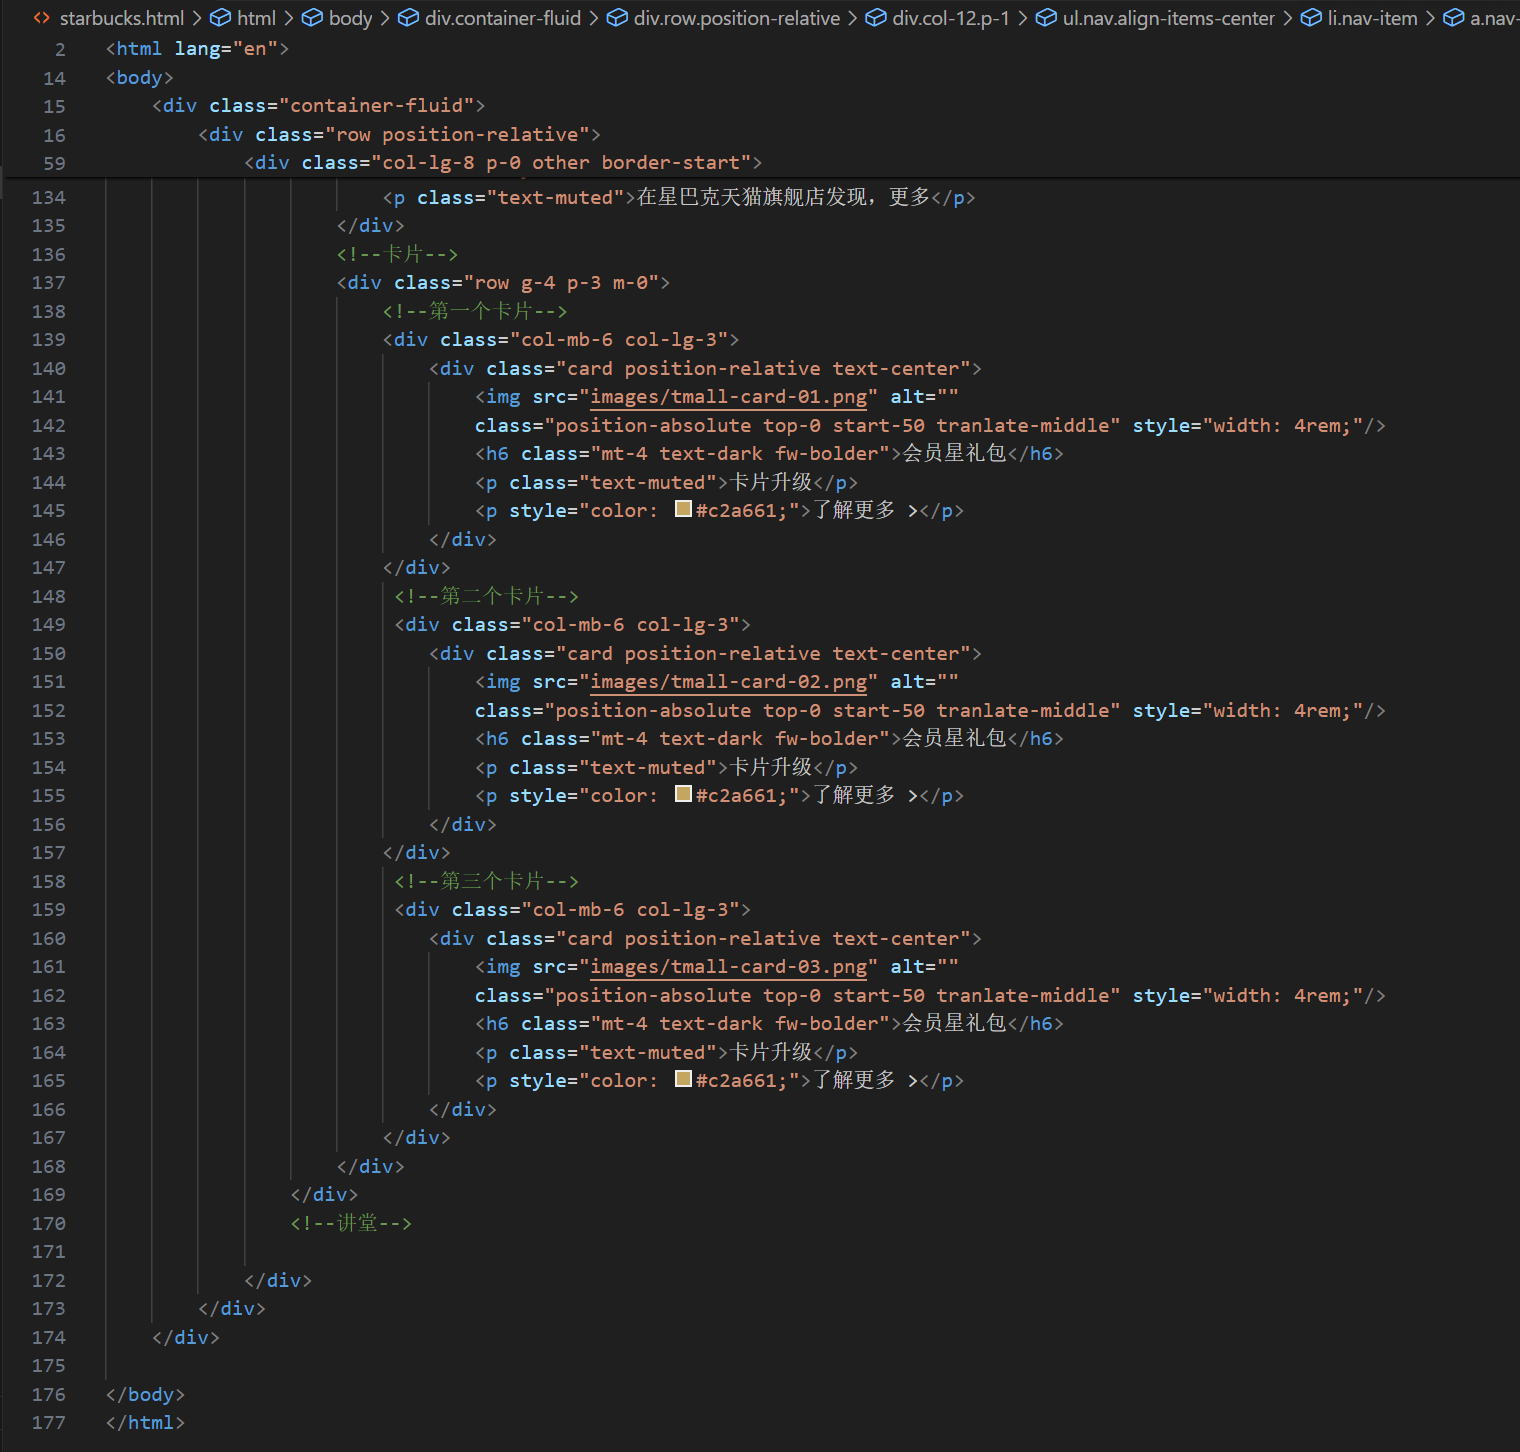 starbucks.html > html > body > div.container-fluid > div.row.position-relative > div.col-12.p-1 > ul.nav.align-items-center > li.nav-item > a.nav-
2 <html lang="en">
14 <body>
15 <div class="container-fluid">
16 <div class="row position-relative">
59 <div class="col-lg-8 p-0 other border-start">
134 <p class="text-muted">在星巴克天猫旗舰店发现，更多</p>
135 </div>
136 <!--卡片-->
137 <div class="row g-4 p-3 m-0">
138 <!--第一个卡片-->
139 <div class="col-mb-6 col-lg-3">
140 <div class="card position-relative text-center">
141 <img src="images/tmall-card-01.png" alt=""
142 class="position-absolute top-0 start-50 tranlate-middle" style="width: 4rem;"/>
143 <h6 class="mt-4 text-dark fw-bolder">会员星礼包</h6>
144 <p class="text-muted">卡片升级</p>
145 <p style="color: #c2a661;">了解更多 ></p>
146 </div>
147 </div>
148 <!--第二个卡片-->
149 <div class="col-mb-6 col-lg-3">
150 <div class="card position-relative text-center">
151 <img src="images/tmall-card-02.png" alt=""
152 class="position-absolute top-0 start-50 tranlate-middle" style="width: 4rem;"/>
153 <h6 class="mt-4 text-dark fw-bolder">会员星礼包</h6>
154 <p class="text-muted">卡片升级</p>
155 <p style="color: #c2a661;">了解更多 ></p>
156 </div>
157 </div>
158 <!--第三个卡片-->
159 <div class="col-mb-6 col-lg-3">
160 <div class="card position-relative text-center">
161 <img src="images/tmall-card-03.png" alt=""
162 class="position-absolute top-0 start-50 tranlate-middle" style="width: 4rem;"/>
163 <h6 class="mt-4 text-dark fw-bolder">会员星礼包</h6>
164 <p class="text-muted">卡片升级</p>
165 <p style="color: #c2a661;">了解更多 ></p>
166 </div>
167 </div>
168 </div>
169 </div>
170 <!--讲堂-->
171
172 </div>
173 </div>
174 </div>
175
176 </body>
177 </html>